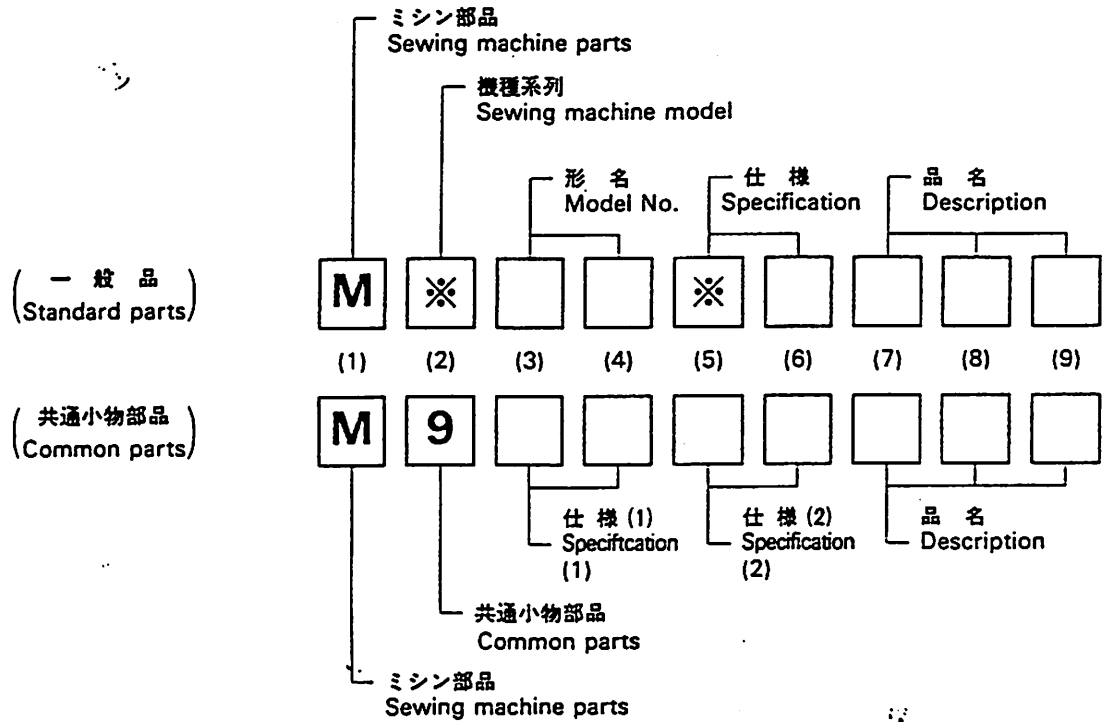 ミシン部品
Sewing machine parts
機種系列
Sewing machine model
形 名
Model No.
仕 様
Specification
品 名
Description
(一 般 品
Standard parts)
M ※ ※
(1) (2) (3) (4) (5) (6) (7) (8) (9)
(共通小物部品
Common parts)
M 9
仕 様 (1)
Speciftcation
(1)
仕 様 (2)
Specification
(2)
品 名
Description
共通小物部品
Common parts
ミシン部品
Sewing machine parts